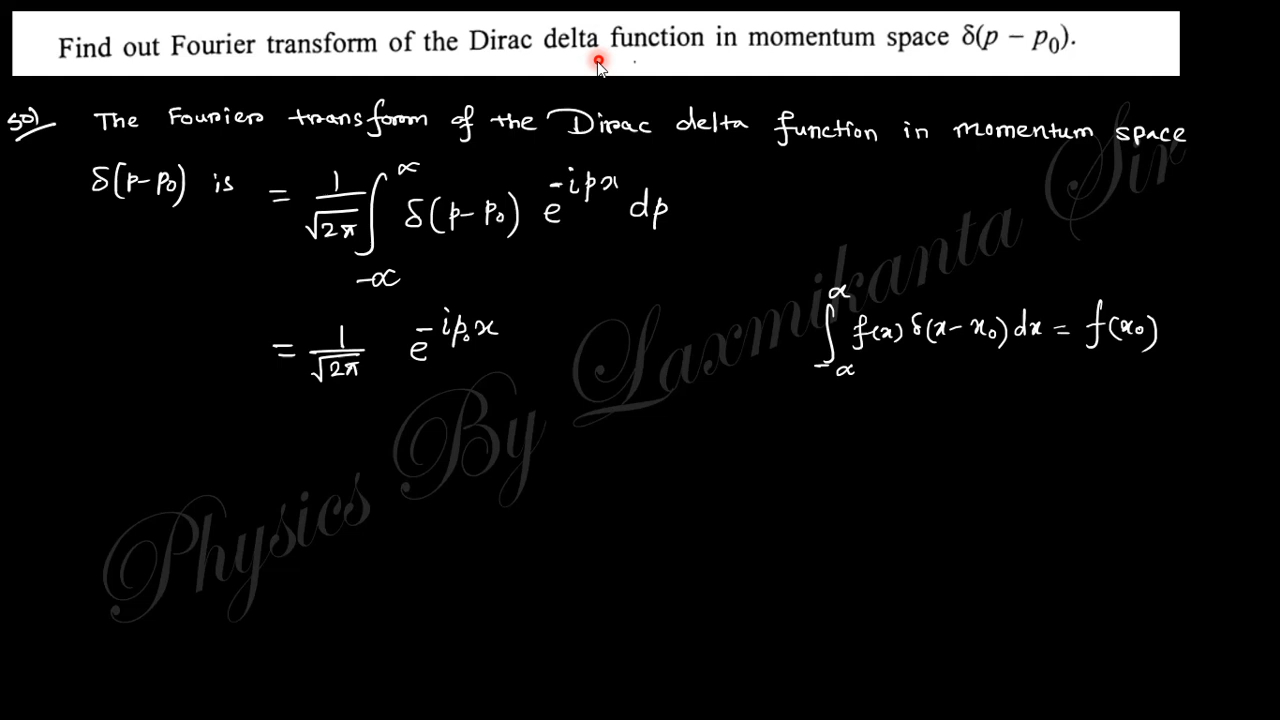 Find out Fourier transform of the Dirac delta function in momentum space δ(p − p₀).
Sol The Fourier transform of the Dirac delta function in momentum space
δ(p-p₀) is = 1/√2π ∫_{-∝}^{∝} δ(p-p₀) e^{-ipx} dp
= 1/√2π e^{-ip₀x}
∫_{-∝}^{∝} f(x) δ(x-x₀) dx = f(x₀)
Physics By Laxmikanta Sir